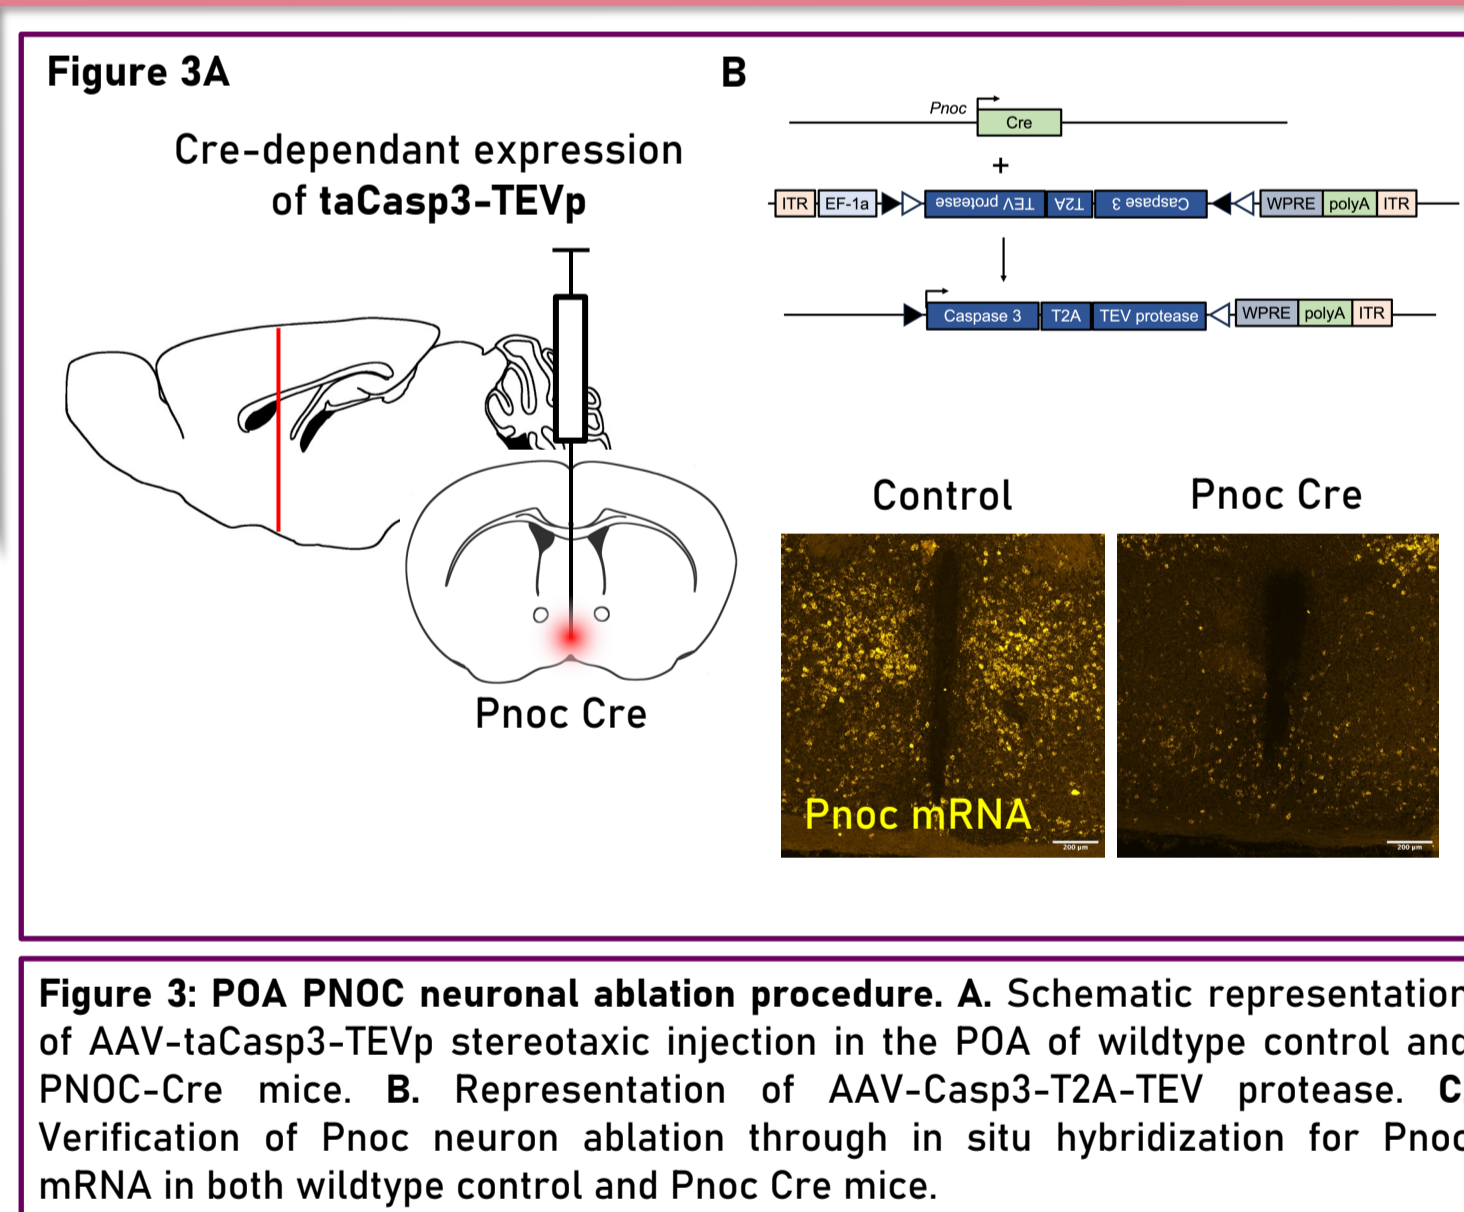 Figure 3A
Cre-dependant expression
of taCasp3-TEVp
Pnoc Cre
B
Pnoc
Cre
+
ITR EF-1a TEV protease T2A Caspase 3 WPRE polyA ITR
Caspase 3 T2A TEV protease WPRE polyA ITR
Control
Pnoc Cre
Pnoc mRNA
200 µm
200 µm
Figure 3: POA PNOC neuronal ablation procedure. A. Schematic representation
of AAV-taCasp3-TEVp stereotaxic injection in the POA of wildtype control and
PNOC-Cre mice. B. Representation of AAV-Casp3-T2A-TEV protease. C
Verification of Pnoc neuron ablation through in situ hybridization for Pnoc
mRNA in both wildtype control and Pnoc Cre mice.